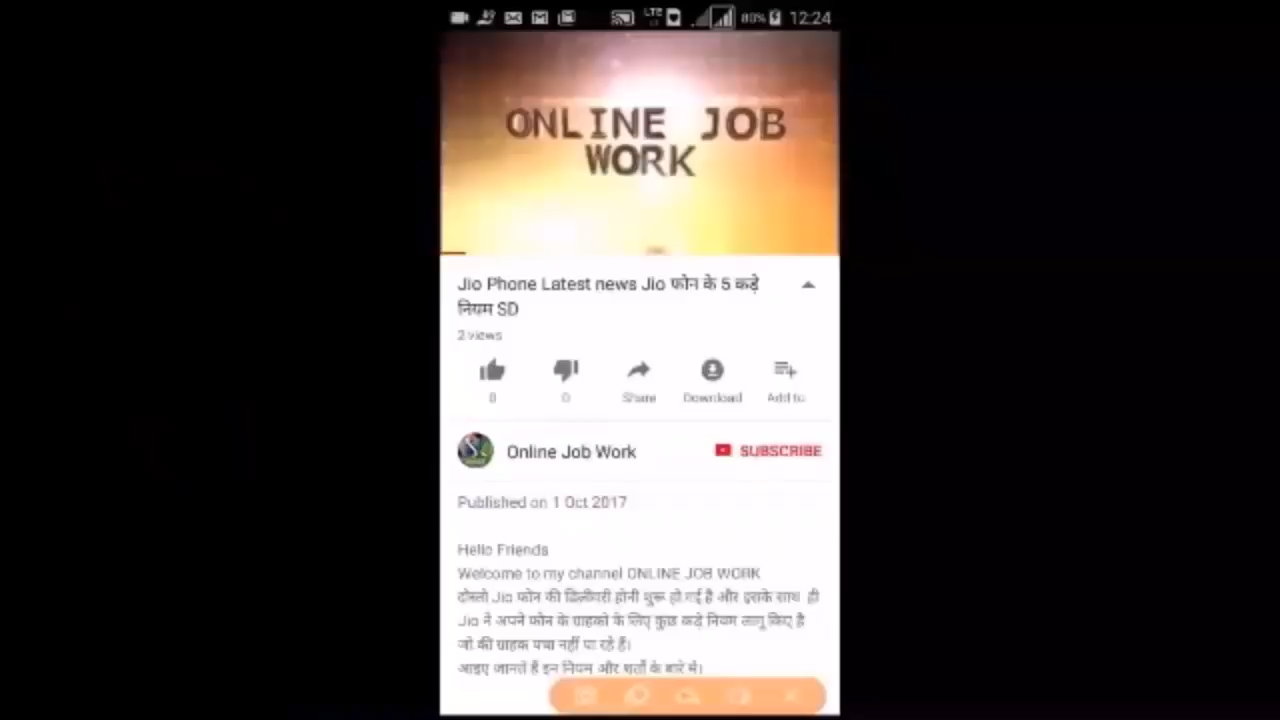 LTE
80%
12:24
ONLINE JOB
WORK
Jio Phone Latest news Jio फोन के 5 कड़े
नियम SD
2 views
0
0
Share
Download
Add to
Online Job Work
SUBSCRIBE
Published on 1 Oct 2017
Hello Friends
Welcome to my channel ONLINE JOB WORK
दोस्तो Jio फोन की डिलीवरी होनी शुरू हो गई है और इसके साथ ही
Jio ने अपने फोन के ग्राहको के लिए कुछ कड़े नियम लागू किए है
जो की ग्राहक पचा नहीं पा रहे हैं।
आइए जानते हैं इन नियम और शर्तों के बारे में।